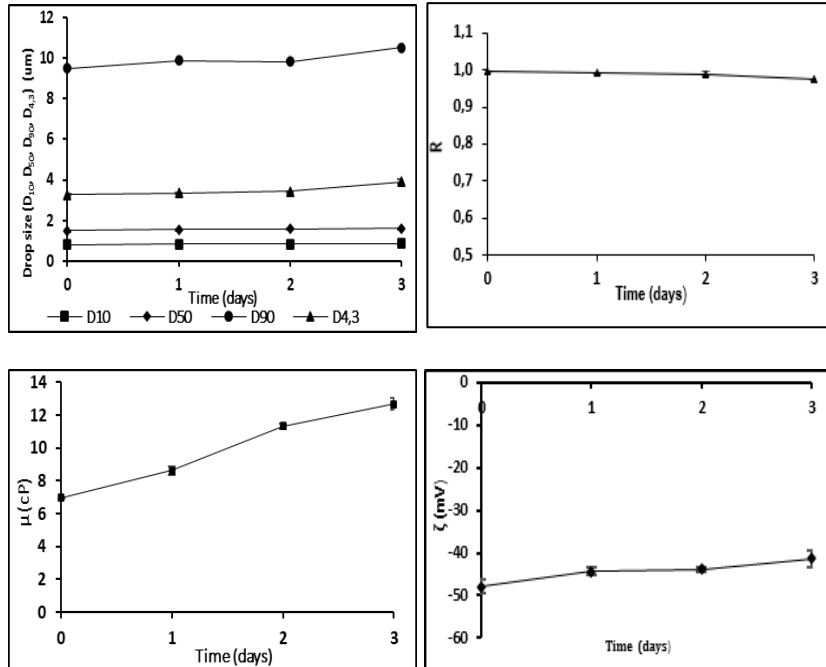 Drop size (D10, D50, D90, D4,3) (um)
12
10
8
6
4
2
0
0 1 2 3
Time (days)
D10 D50 D90 D4,3
R
1,1
1,0
0,9
0,8
0,7
0,6
0,5
0 1 2 3
Time (days)
μ (cP)
14
12
10
8
6
4
2
0
0 1 2 3
Time (days)
ζ (mV)
0
0 1 2 3
-10
-20
-30
-40
-50
-60
Time (days)